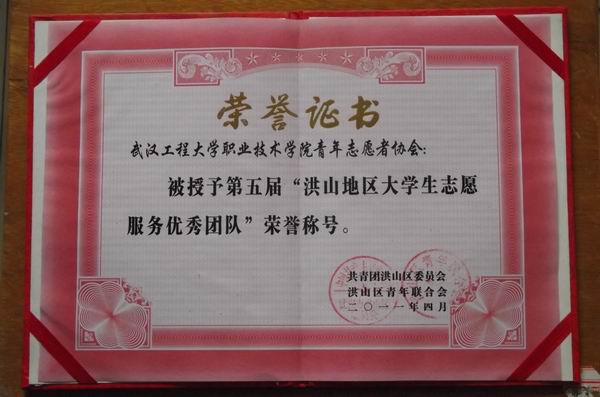 荣誉证书
武汉工程大学职业技术学院青年志愿者协会：
被授予第五届“洪山地区大学生志愿
服务优秀团队”荣誉称号。
共青团洪山区委员会
洪山区青年联合会
二〇一一年四月